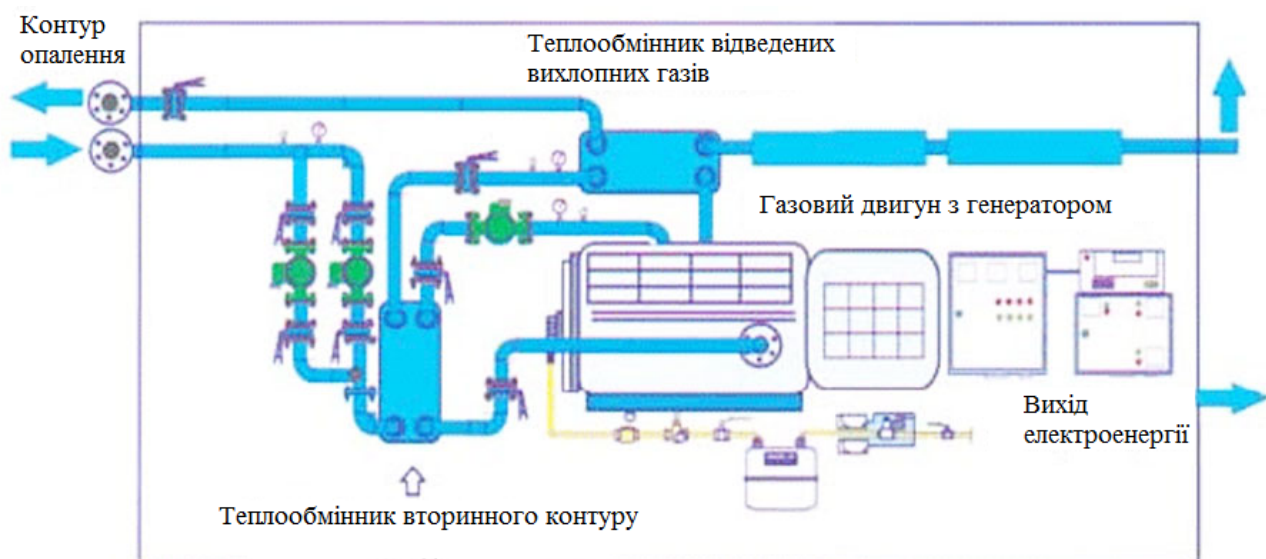 Контур
опалення
Теплообмінник відведених
вихлопних газів
Газовий двигун з генератором
Вихід
електроенергії
Теплообмінник вторинного контуру